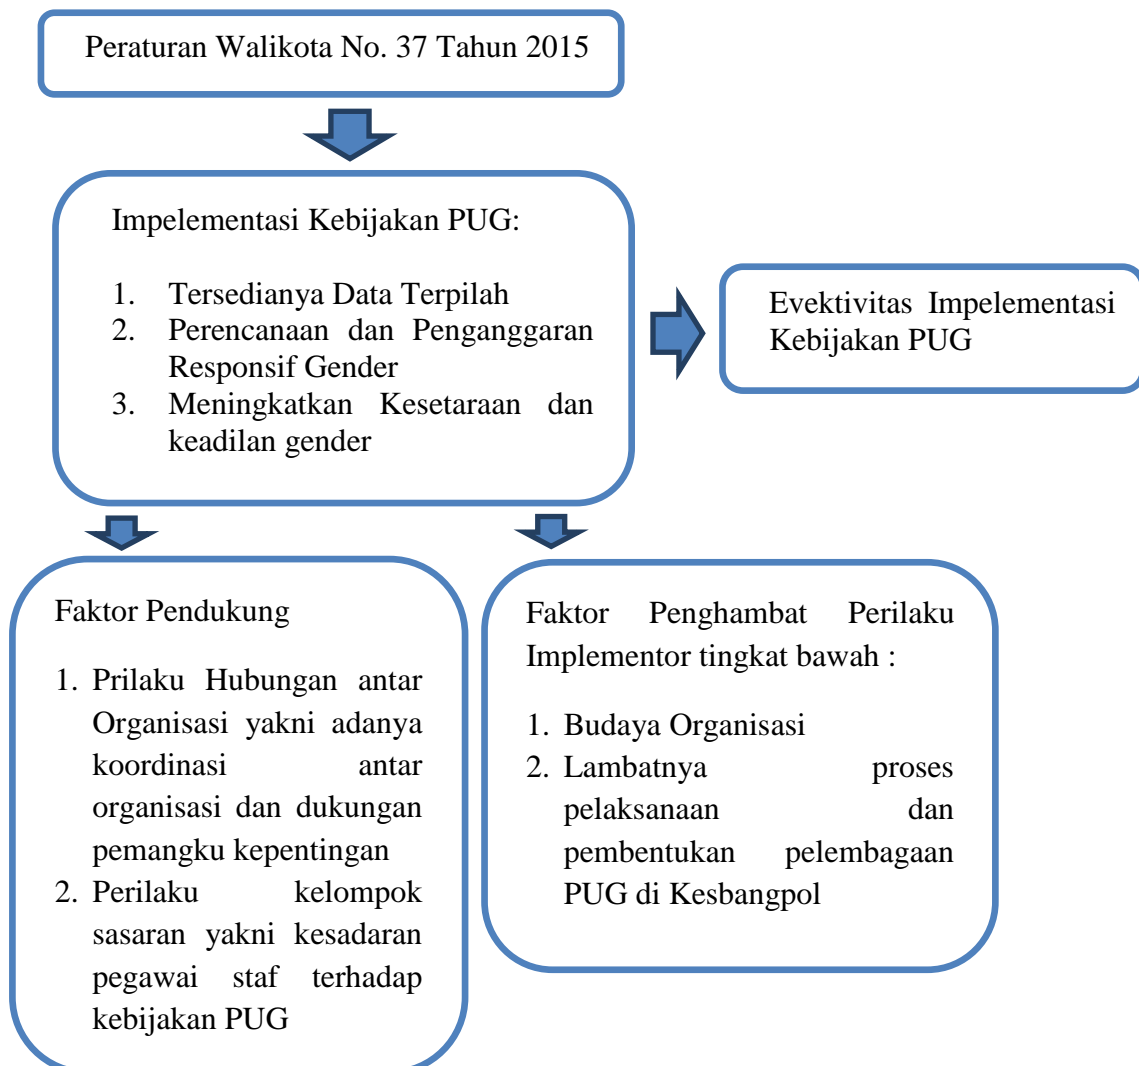 Peraturan Walikota No. 37 Tahun 2015
Impelementasi Kebijakan PUG:
1. Tersedianya Data Terpilah
2. Perencanaan dan Penganggaran
Responsif Gender
3. Meningkatkan Kesetaraan dan
keadilan gender
Evektivitas Impelementasi
Kebijakan PUG
Faktor Pendukung
1. Prilaku Hubungan antar
Organisasi yakni adanya
koordinasi antar
organisasi dan dukungan
pemangku kepentingan
2. Perilaku kelompok
sasaran yakni kesadaran
pegawai staf terhadap
kebijakan PUG
Faktor Penghambat Perilaku
Implementor tingkat bawah :
1. Budaya Organisasi
2. Lambatnya proses
pelaksanaan dan
pembentukan pelembagaan
PUG di Kesbangpol